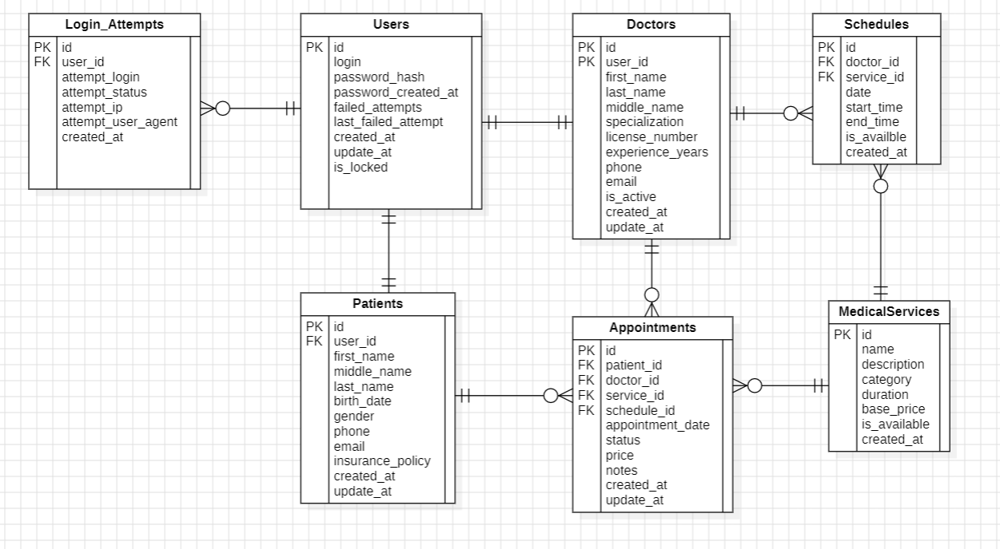 Login_Attempts
PK id
FK user_id
attempt_login
attempt_status
attempt_ip
attempt_user_agent
created_at
Users
PK id
login
password_hash
password_created_at
failed_attempts
last_failed_attempt
created_at
update_at
is_locked
Doctors
PK id
PK user_id
first_name
last_name
middle_name
specialization
license_number
experience_years
phone
email
is_active
created_at
update_at
Schedules
PK id
FK doctor_id
FK service_id
date
start_time
end_time
is_availble
created_at
Patients
PK id
FK user_id
first_name
middle_name
last_name
birth_date
gender
phone
email
insurance_policy
created_at
update_at
Appointments
PK id
FK patient_id
FK doctor_id
FK service_id
FK schedule_id
appointment_date
status
price
notes
created_at
update_at
MedicalServices
PK id
name
description
category
duration
base_price
is_available
created_at